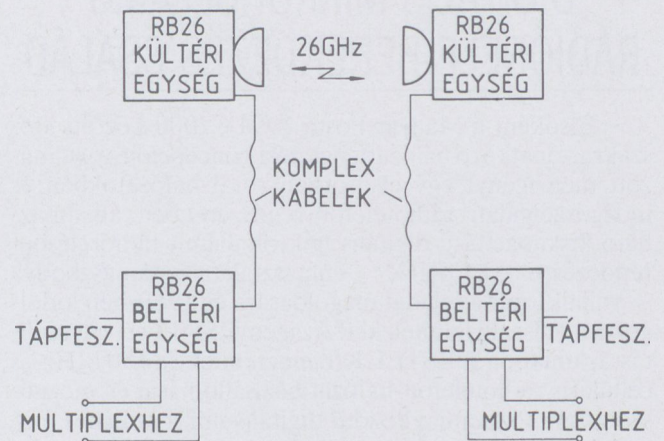 RB26
KÜLTÉRI
EGYSÉG
26GHz
RB26
KÜLTÉRI
EGYSÉG
KOMPLEX
KÁBELEK
RB26
BELTÉRI
EGYSÉG
TÁPFESZ.
MULTIPLEXHEZ
RB26
BELTÉRI
EGYSÉG
TÁPFESZ.
MULTIPLEXHEZ